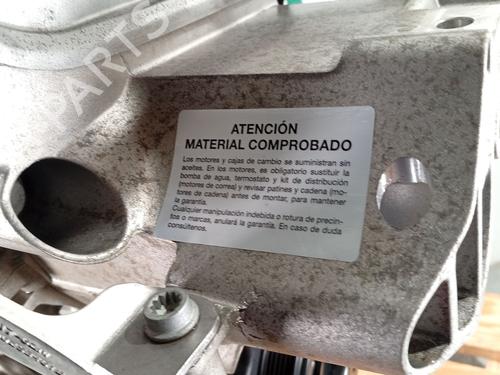 PARTS
ATENCIÓN
MATERIAL COMPROBADO
Los motores y cajas de cambio se suministran sin
aceites. En los motores, es obligatorio sustituir la
bomba de agua, termostato y kit de distribución
(motores de correa) y revisar patines y cadena (mo-
tores de cadena) antes de montar, para mantener
la garantía.
Cualquier manipulación indebida o rotura de precin-
tos o marcas, anulará la garantía. En caso de duda
consúltenos.